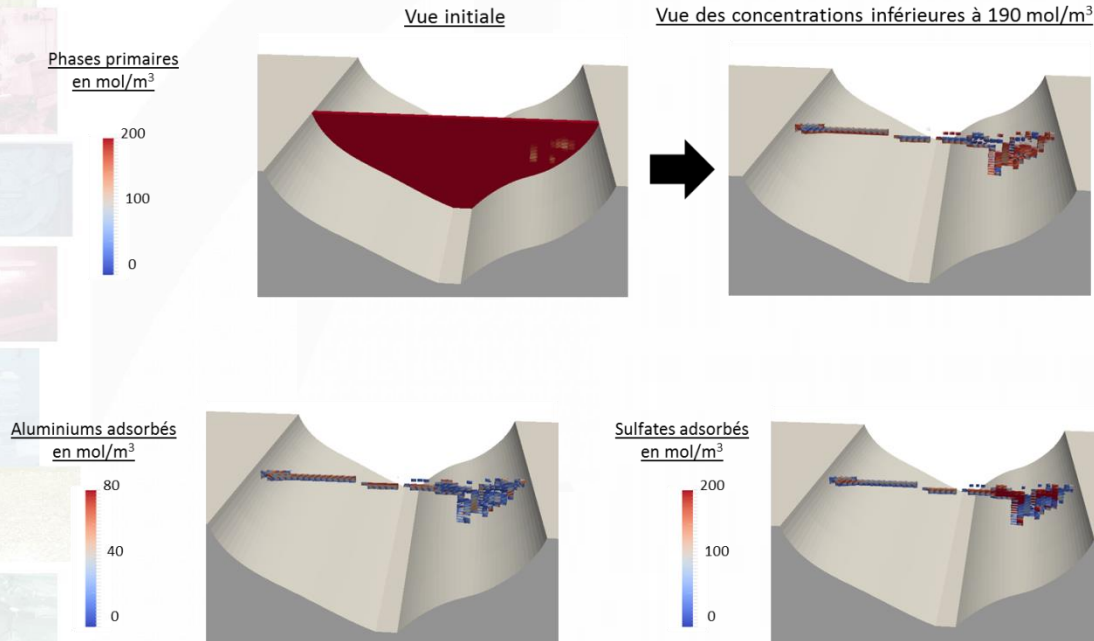 Vue initiale
Vue des concentrations inférieures à 190 mol/m³
Phases primaires
en mol/m³
200
100
0
Aluminiums adsorbés
en mol/m³
80
40
0
Sulfates adsorbés
en mol/m³
200
100
0